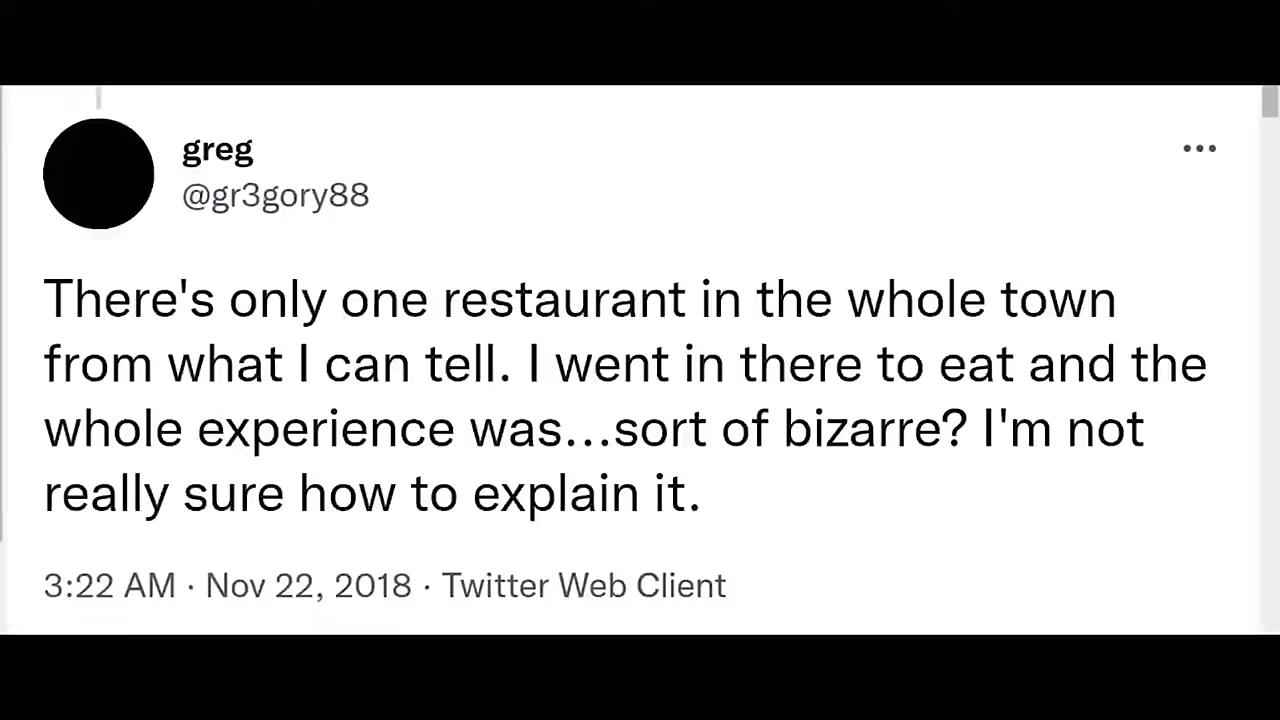 greg
@gr3gory88
There's only one restaurant in the whole town
from what I can tell. I went in there to eat and the
whole experience was...sort of bizarre? I'm not
really sure how to explain it.
3:22 AM · Nov 22, 2018 · Twitter Web Client